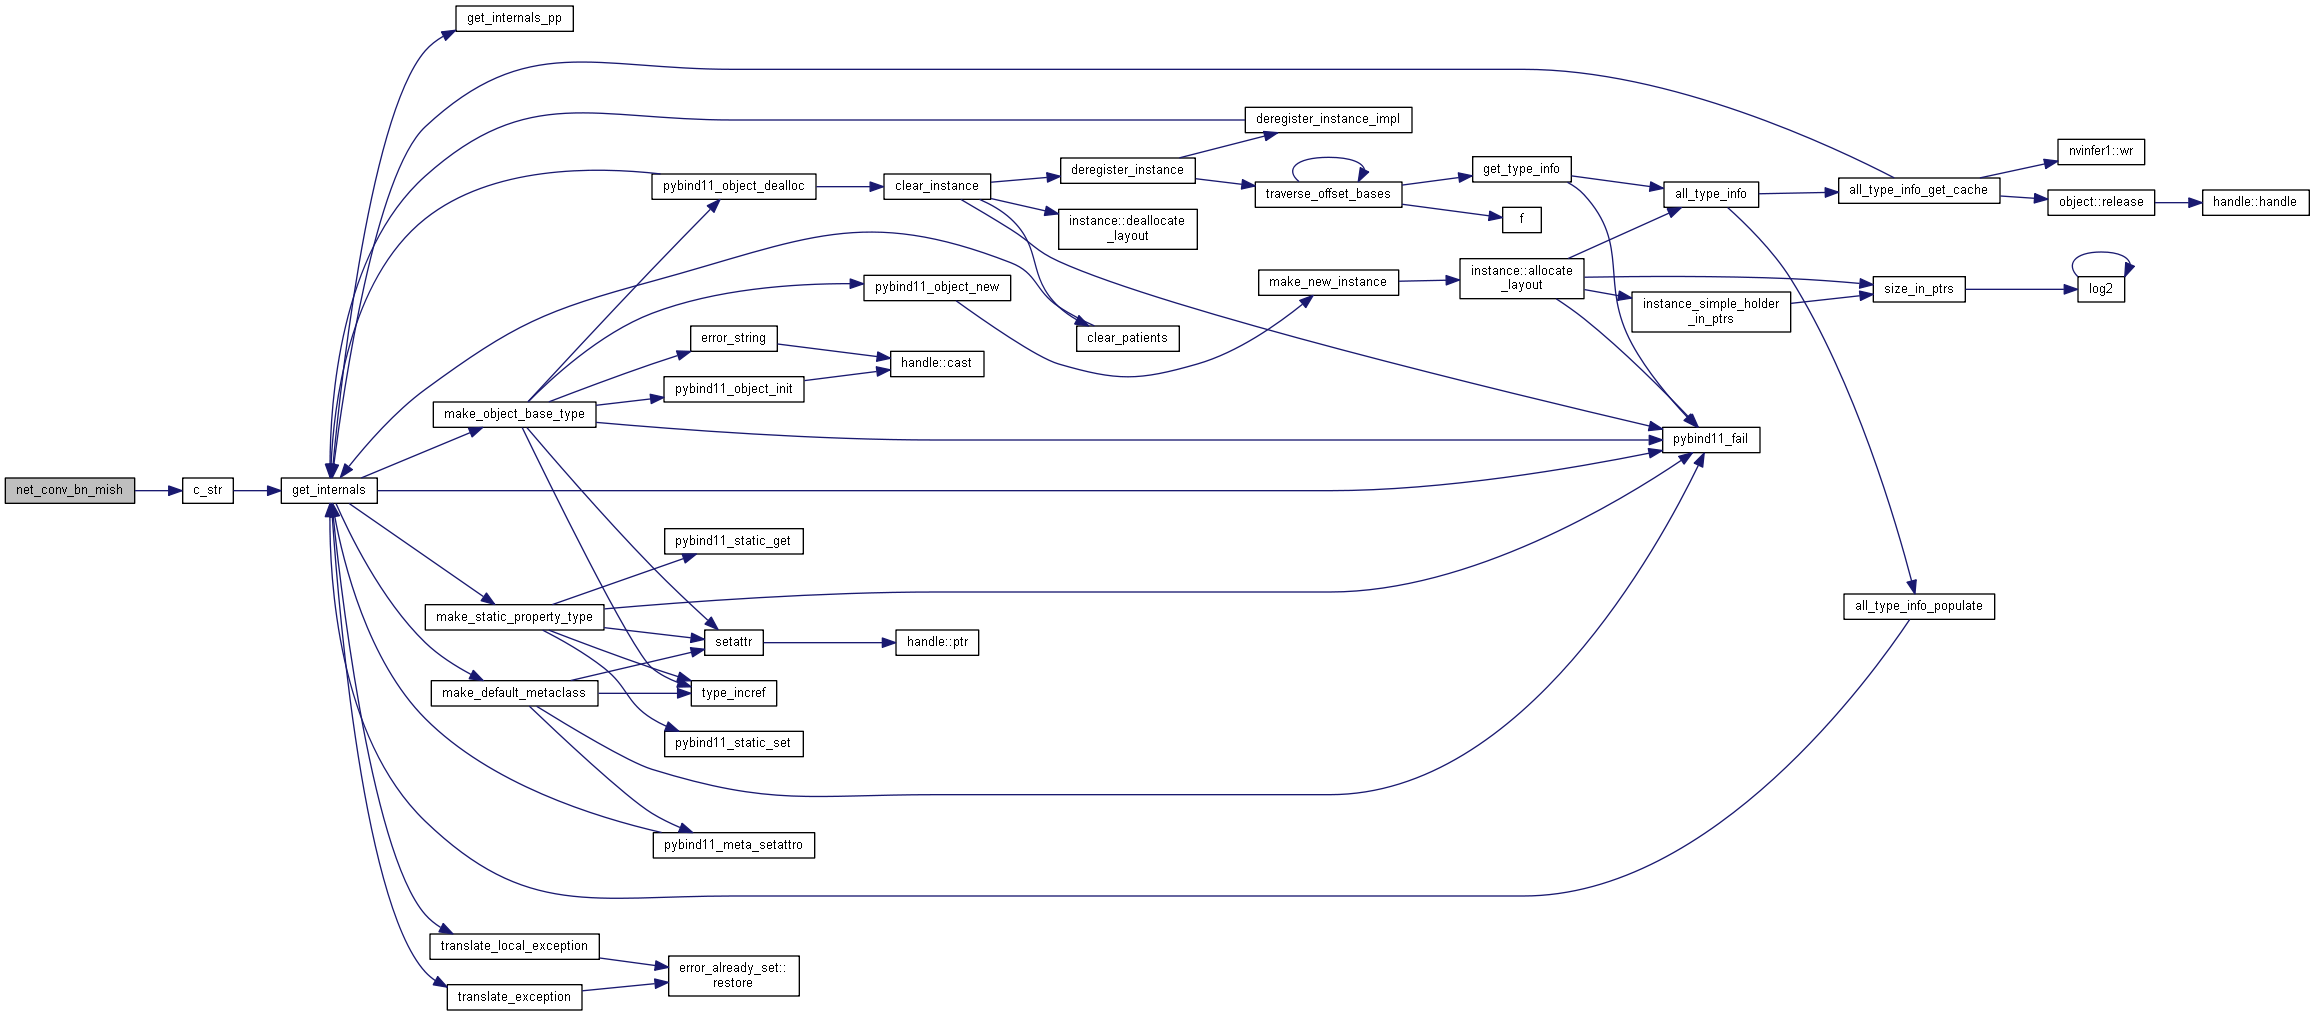 get_internals_pp
deregister_instance_impl
nvinfer1::wr
get_type_info
deregister_instance
pybind11_object_dealloc
clear_instance
traverse_offset_bases
all_type_info
all_type_info_get_cache
object::release
handle::handle
instance::deallocate
_layout
f
make_new_instance
instance::allocate
_layout
pybind11_object_new
size_in_ptrs
log2
instance_simple_holder
_in_ptrs
error_string
clear_patients
handle::cast
pybind11_object_init
make_object_base_type
pybind11_fail
net_conv_bn_mish
c_str
get_internals
pybind11_static_get
all_type_info_populate
make_static_property_type
setattr
handle::ptr
make_default_metaclass
type_incref
pybind11_static_set
pybind11_meta_setattro
translate_local_exception
error_already_set::
restore
translate_exception